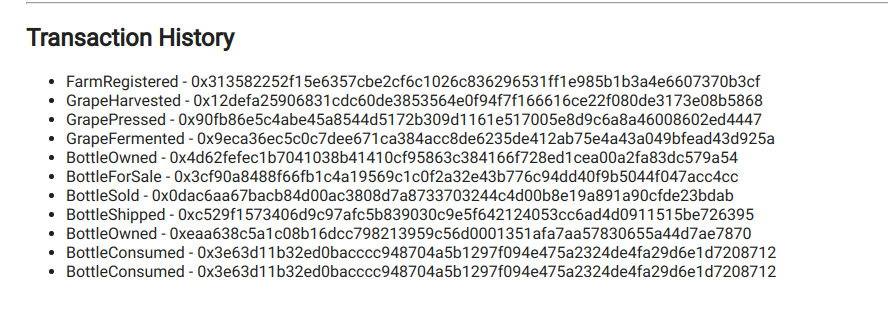 Transaction History
FarmRegistered - 0x313582252f15e6357cbe2cf6c1026c836296531ff1e985b1b3a4e6607370b3cf
GrapeHarvested - 0x12defa25906831cdc60de3853564e0f94f7f166616ce22f080de3173e08b5868
GrapePressed - 0x90fb86e5c4abe45a8544d5172b309d1161e517005e8d9c6a8a46008602ed4447
GrapeFermented - 0x9eca36ec5c0c7dee671ca384acc8de6235de412ab75e4a43a049bfead43d925a
BottleOwned - 0x4d62fefec1b7041038b41410cf95863c384166f728ed1cea00a2fa83dc579a54
BottleForSale - 0x3cf90a8488f66fb1c4a19569c1c0f2a32e43b776c94dd40f9b5044f047acc4cc
BottleSold - 0x0dac6aa67bacb84d00ac3808d7a8733703244c4d00b8e19a891a90cfde23bdab
BottleShipped - 0xc529f1573406d9c97afc5b839030c9e5f642124053cc6ad4d0911515be726395
BottleOwned - 0xeaa638c5a1c08b16dcc798213959c56d0001351afa7aa57830655a44d7ae7870
BottleConsumed - 0x3e63d11b32ed0bacccc948704a5b1297f094e475a2324de4fa29d6e1d7208712
BottleConsumed - 0x3e63d11b32ed0bacccc948704a5b1297f094e475a2324de4fa29d6e1d7208712